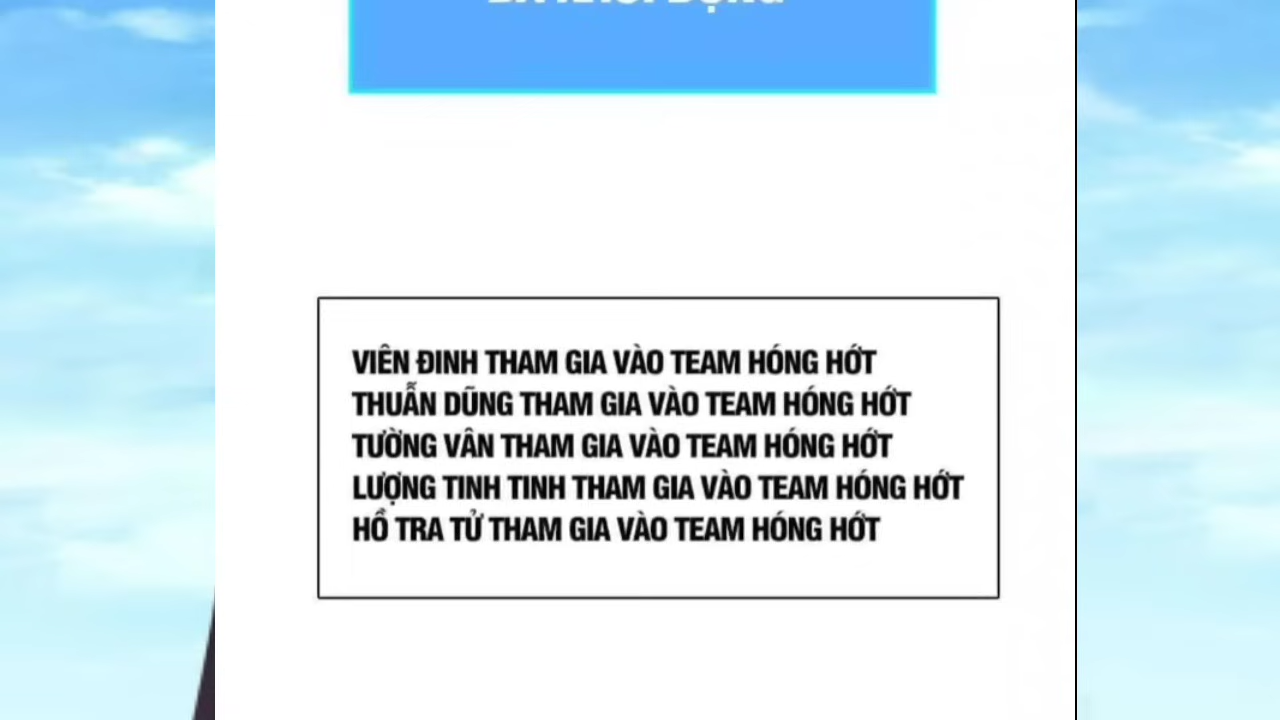 VIÊN ĐINH THAM GIA VÀO TEAM HÓNG HỚT
THUẪN DŨNG THAM GIA VÀO TEAM HÓNG HỚT
TƯỜNG VÂN THAM GIA VÀO TEAM HÓNG HỚT
LƯỢNG TINH TINH THAM GIA VÀO TEAM HÓNG HỚT
HỒ TRA TỬ THAM GIA VÀO TEAM HÓNG HỚT